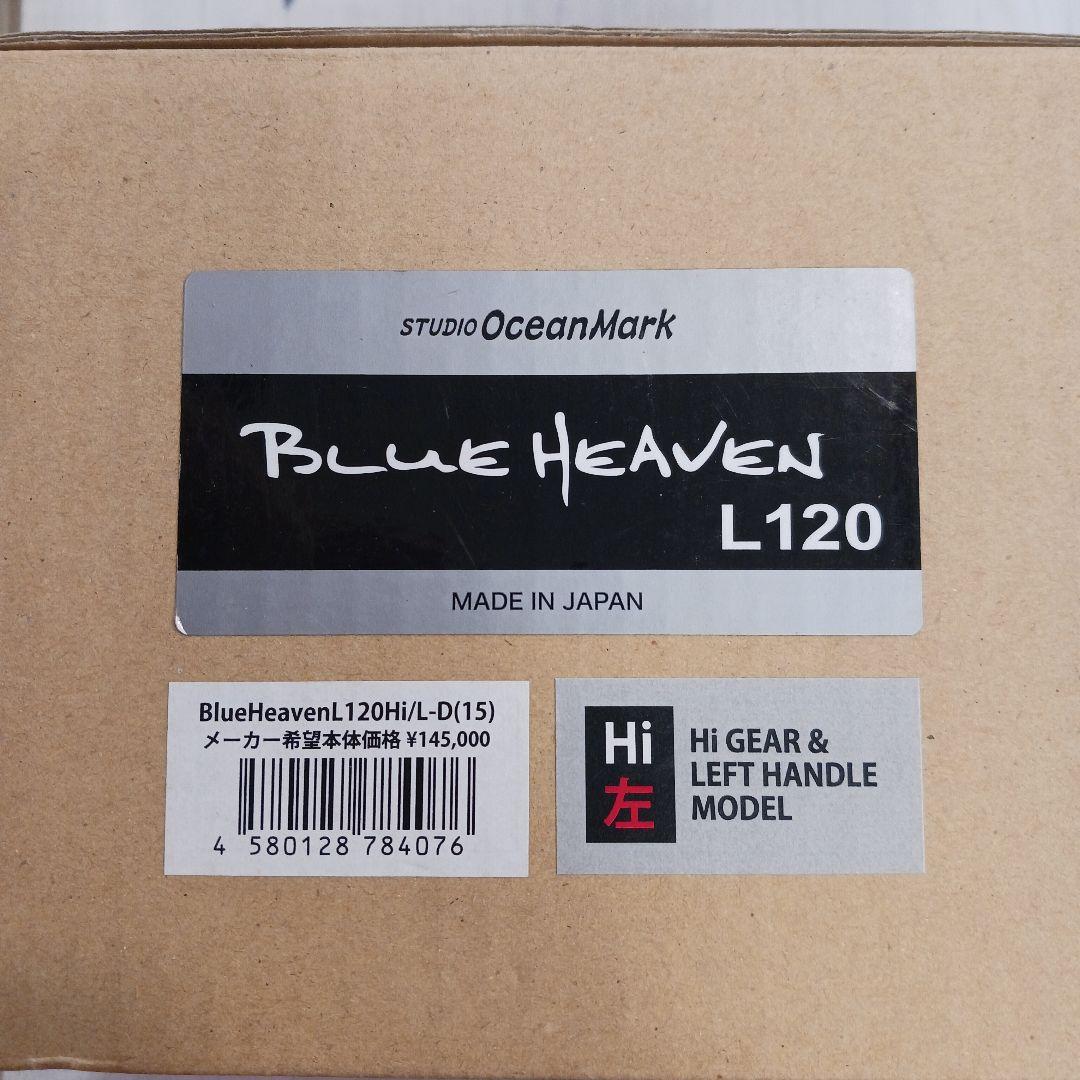 STUDIO OceanMark
BLUE HEAVEN
L120
MADE IN JAPAN
BlueHeavenL120Hi/L-D(15)
メーカー希望本体価格 ¥145,000
4 580128 784076
Hi
左
Hi GEAR &
LEFT HANDLE
MODEL